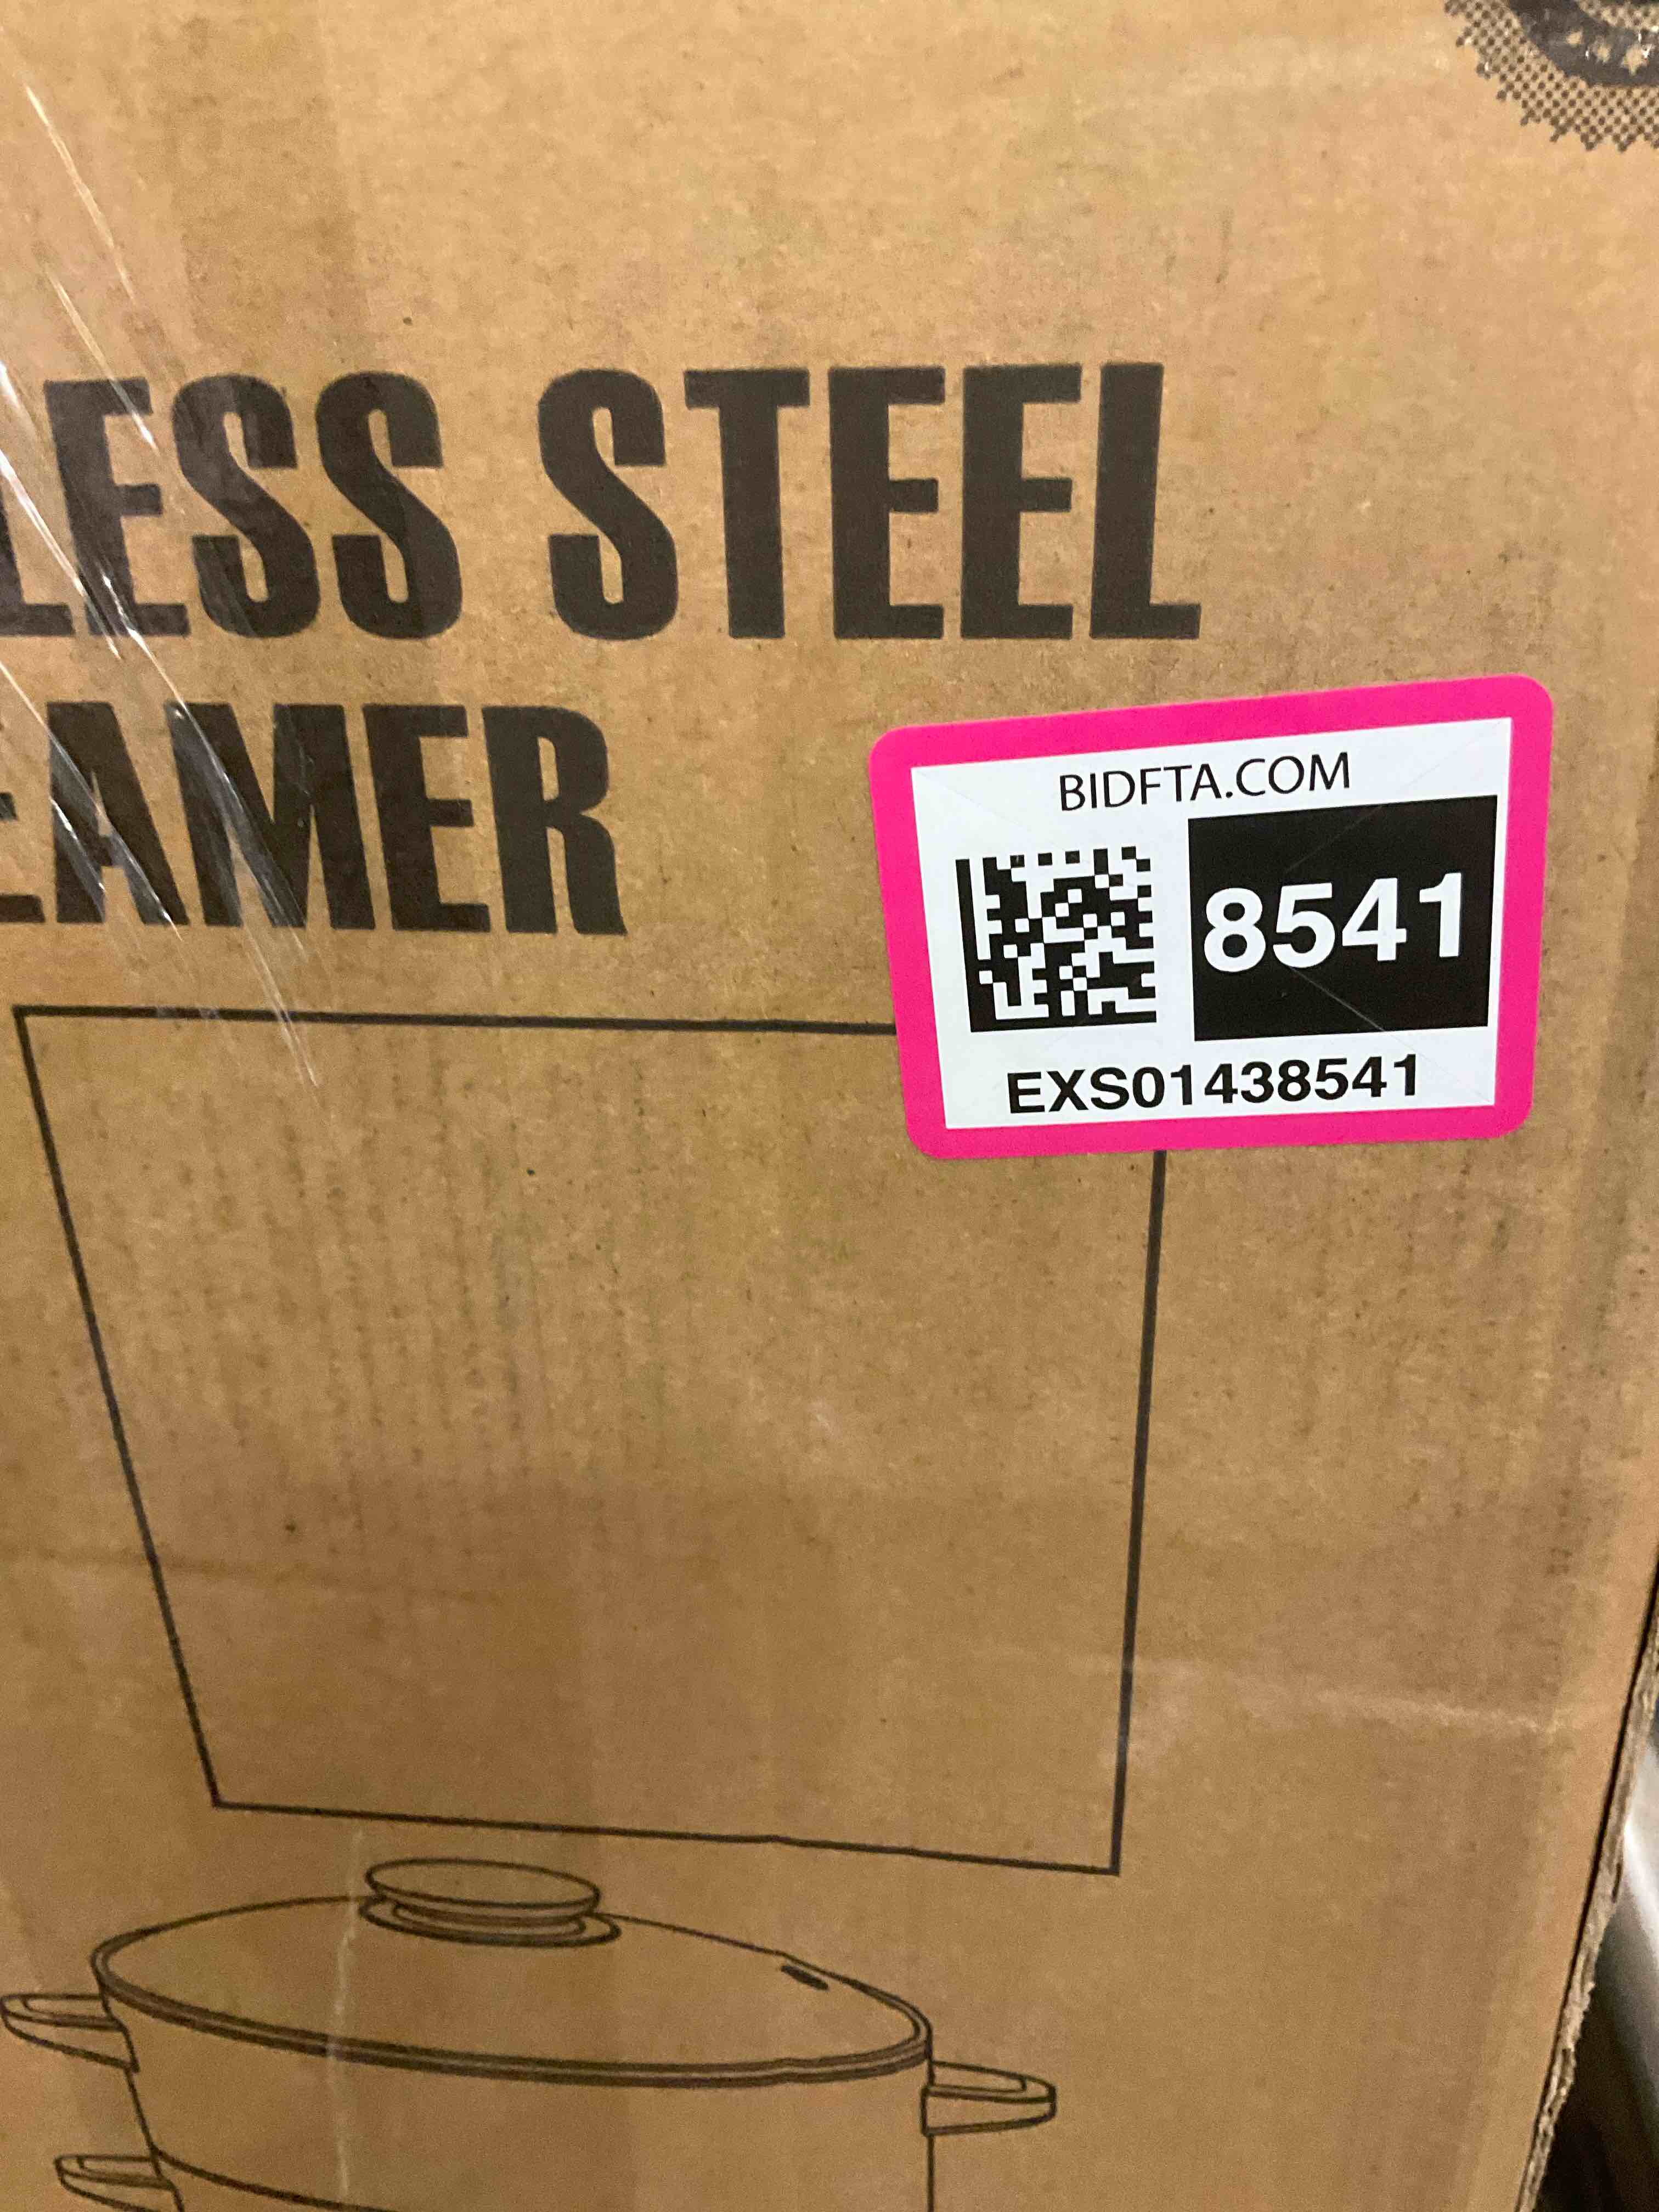 LESS STEEL
EAMER
BIDFTA.COM
8541
EXS01438541